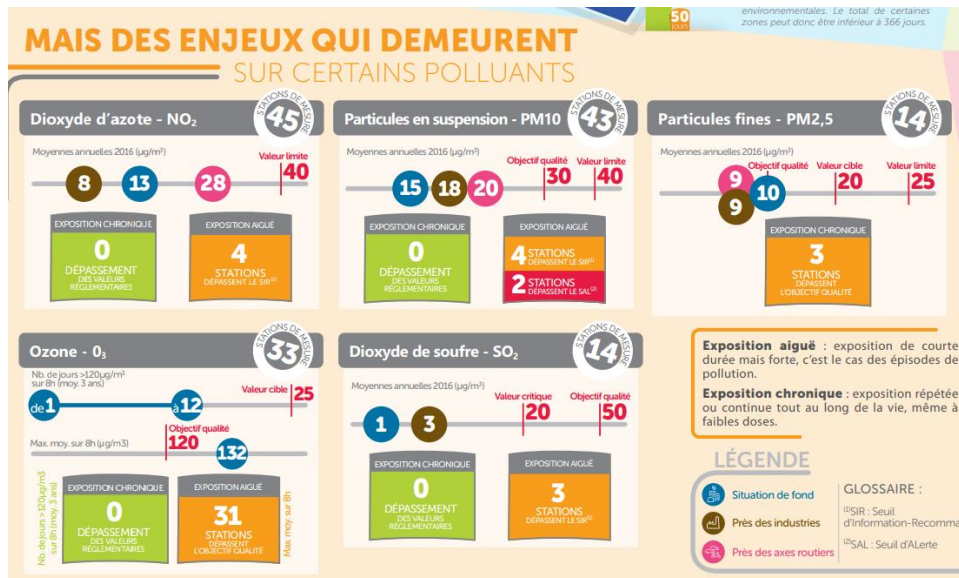 50
jours
environnementales. Le total de certaines
zones peut donc être inférieur à 366 jours.
MAIS DES ENJEUX QUI DEMEURENT
SUR CERTAINS POLLUANTS
Dioxyde d'azote - NO₂
STATIONS DE MESURE
45
Moyennes annuelles 2016 (µg/m³)
Valeur limite
40
8
13
28
EXPOSITION CHRONIQUE
0
DÉPASSEMENT
DES VALEURS
RÉGLEMENTAIRES
EXPOSITION AIGUË
4
STATIONS
DÉPASSENT LE SIR⁽¹⁾
Particules en suspension - PM10
STATIONS DE MESURE
43
Moyennes annuelles 2016 (µg/m³)
Objectif qualité
30
Valeur limite
40
15
18
20
EXPOSITION CHRONIQUE
0
DÉPASSEMENT
DES VALEURS
RÉGLEMENTAIRES
EXPOSITION AIGUË
4 STATIONS
DÉPASSENT LE SIR⁽¹⁾
2 STATIONS
DÉPASSENT LE SAL⁽²⁾
Particules fines - PM2,5
STATIONS DE MESURE
14
Moyennes annuelles 2016 (µg/m³)
Objectif qualité
10
Valeur cible
20
Valeur limite
25
9
9
EXPOSITION CHRONIQUE
3
STATIONS
DÉPASSENT
L'OBJECTIF QUALITÉ
Ozone - 0₃
STATIONS DE MESURE
33
Nb. de jours >120µg/m³
sur 8h (moy. 3 ans)
Valeur cible
25
de 1
à 12
Objectif qualité
120
Max. moy. sur 8h (µg/m3)
132
Nb. de jours >120µg/m3
sur 8h (moy. 3 ans)
EXPOSITION CHRONIQUE
0
DÉPASSEMENT
DES VALEURS
RÉGLEMENTAIRES
EXPOSITION AIGUË
31
STATIONS
DÉPASSENT
L'OBJECTIF QUALITÉ
Max. moy. sur 8h
Dioxyde de soufre - SO₂
STATIONS DE MESURE
14
Moyennes annuelles 2016 (µg/m³)
Valeur critique
20
Objectif qualité
50
1
3
EXPOSITION CHRONIQUE
0
DÉPASSEMENT
DES VALEURS
RÉGLEMENTAIRES
EXPOSITION AIGUË
3
STATIONS
DÉPASSENT LE SIR⁽¹⁾
Exposition aiguë : exposition de courte
durée mais forte, c'est le cas des épisodes de
pollution.
Exposition chronique : exposition répétée
ou continue tout au long de la vie, même à
faibles doses.
LÉGENDE
Situation de fond
Près des industries
Près des axes routiers
GLOSSAIRE :
⁽¹⁾SIR : Seuil
d'Information-Recomma
⁽²⁾SAL : Seuil d'ALerte